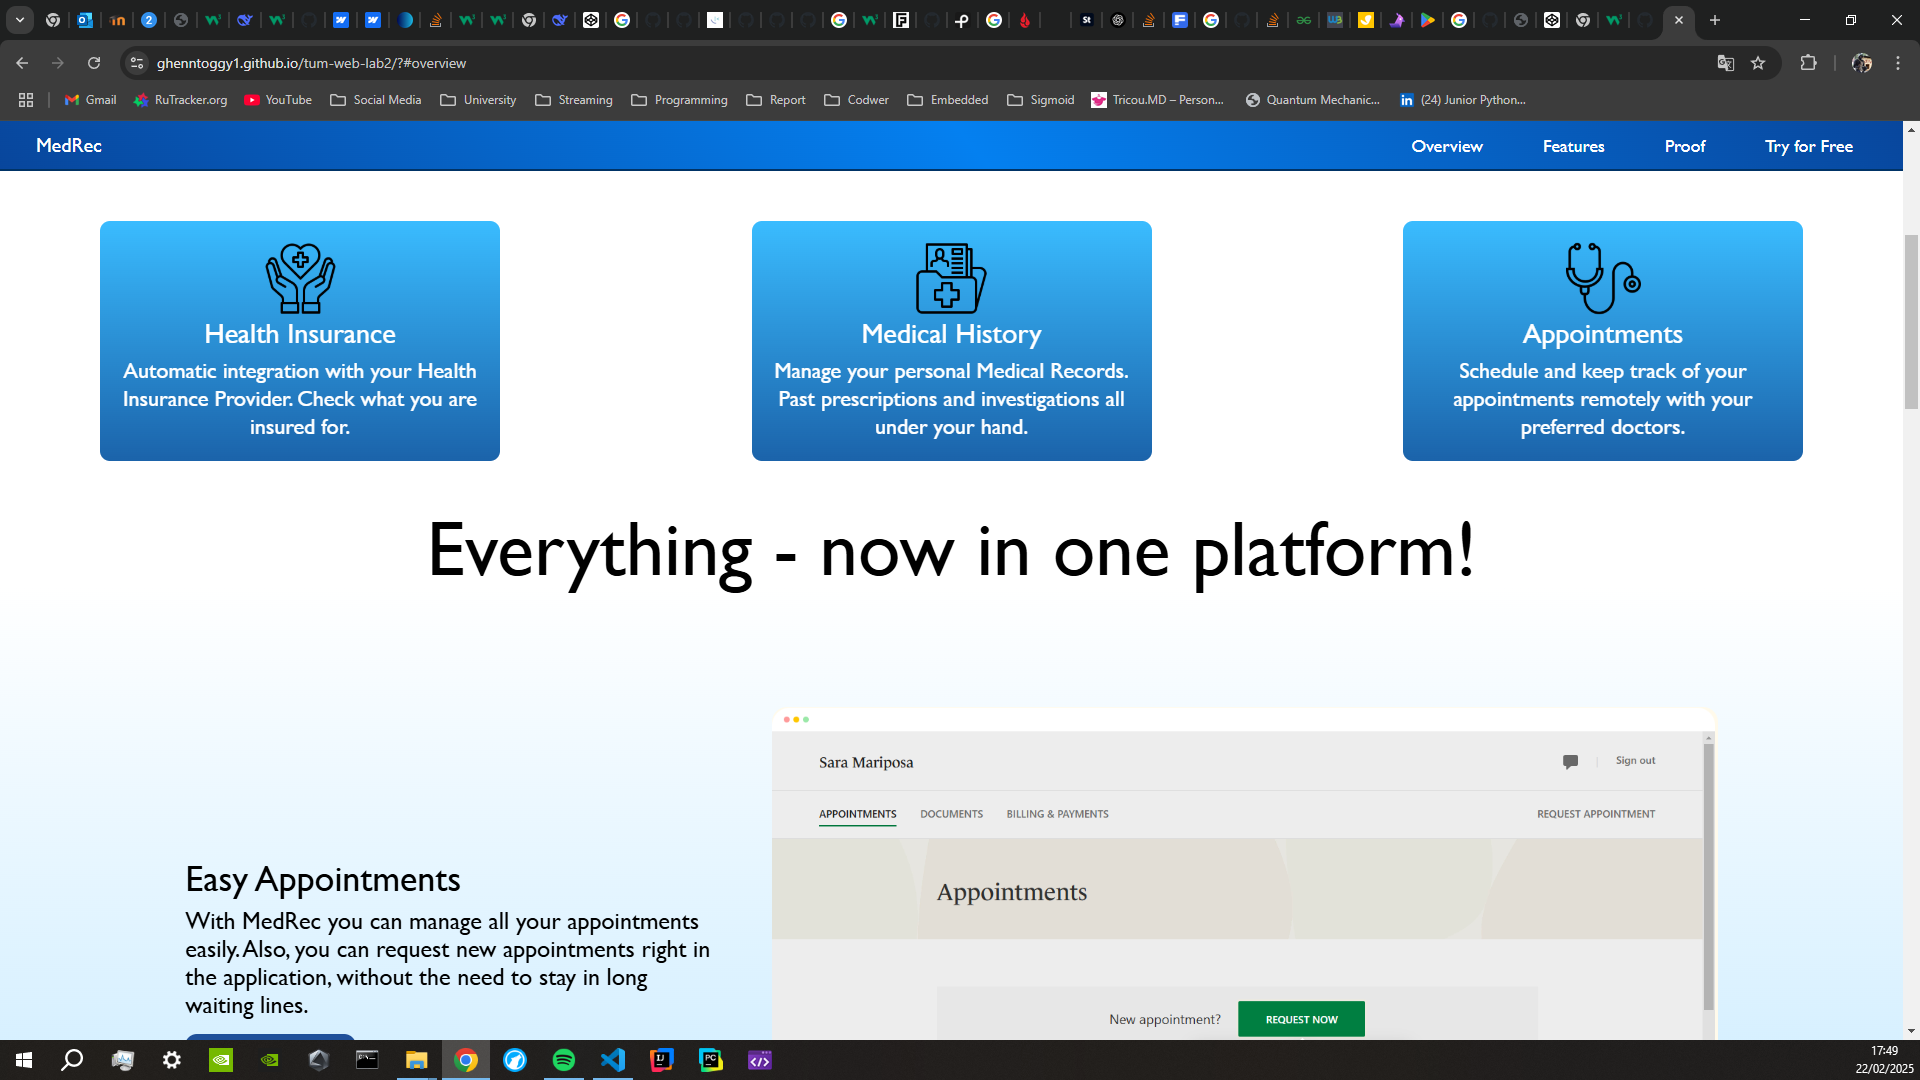 ghenntoggy1.github.io/tum-web-lab2/?#overview
Gmail
RuTracker.org
YouTube
Social Media
University
Streaming
Programming
Report
Codwer
Embedded
Sigmoid
Tricou.MD – Person...
Quantum Mechanic...
(24) Junior Python...
MedRec
Overview
Features
Proof
Try for Free
Health Insurance
Automatic integration with your Health
Insurance Provider. Check what you are
insured for.
Medical History
Manage your personal Medical Records.
Past prescriptions and investigations all
under your hand.
Appointments
Schedule and keep track of your
appointments remotely with your
preferred doctors.
Everything - now in one platform!
Easy Appointments
With MedRec you can manage all your appointments
easily. Also, you can request new appointments right in
the application, without the need to stay in long
waiting lines.
Sara Mariposa
Sign out
APPOINTMENTS
DOCUMENTS
BILLING & PAYMENTS
REQUEST APPOINTMENT
Appointments
New appointment?
REQUEST NOW
17:49
22/02/2025